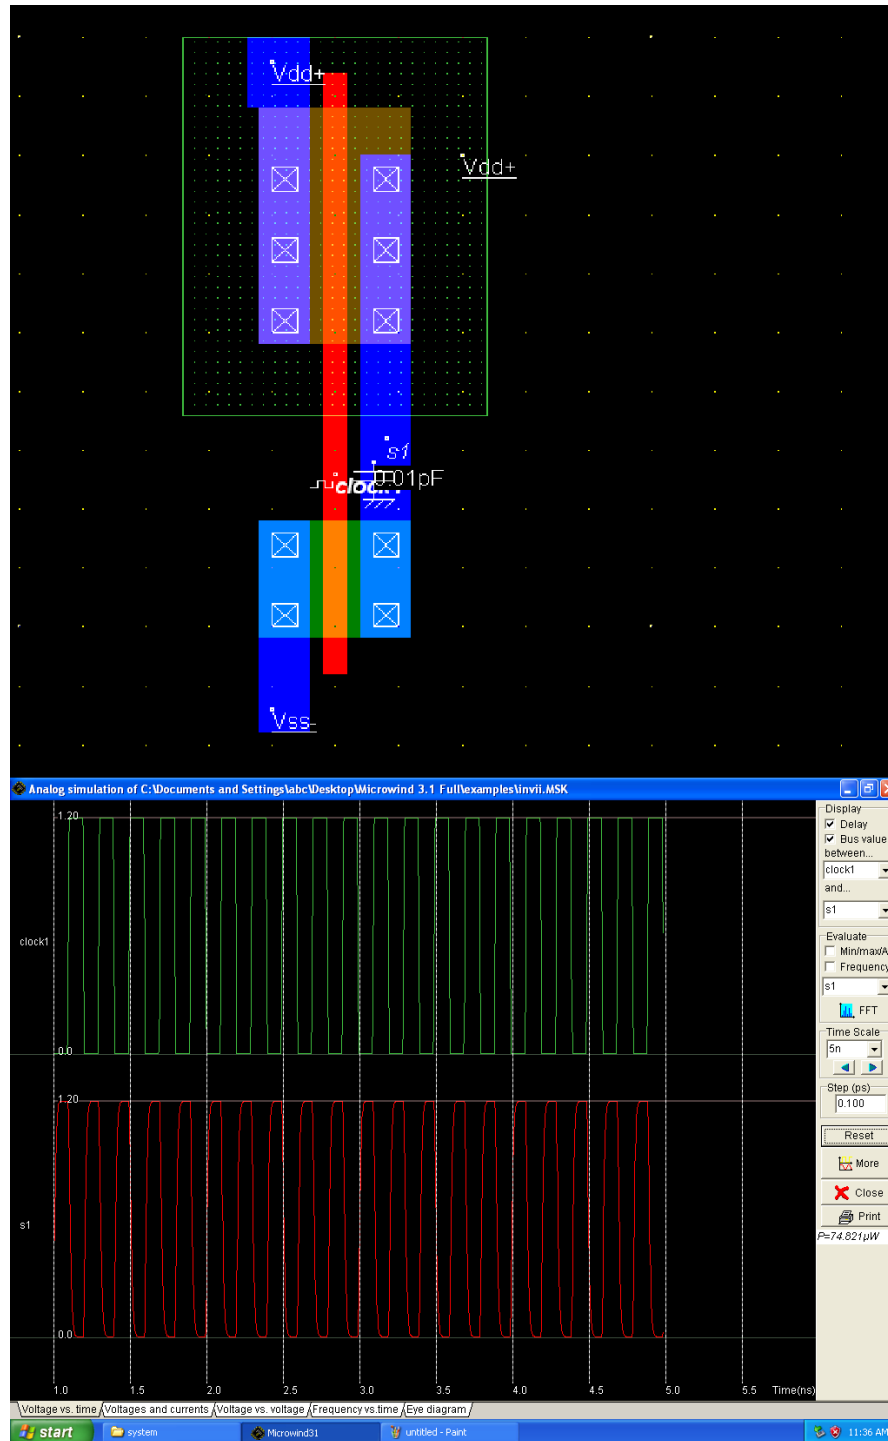 Vdd+
Vdd+
s1
0.01pF
Vss-
Analog simulation of C:\Documents and Settings\abc\Desktop\Microwind 3.1 Full\examples\invii.MSK
Display
Delay
Bus value
between...
clock1
and...
s1
Evaluate
Min/max/A
Frequency
s1
FFT
Time Scale
5n
Step (ps)
0.100
Reset
More
Close
Print
P=74.821µW
1.20
clock1
0.0
1.20
s1
0.0
1.0 1.5 2.0 2.5 3.0 3.5 4.0 4.5 5.0 5.5 Time(ns)
Voltage vs. time Voltages and currents Voltage vs. voltage Frequency vs.time Eye diagram
start system Microwind31 untitled - Paint 11:36 AM